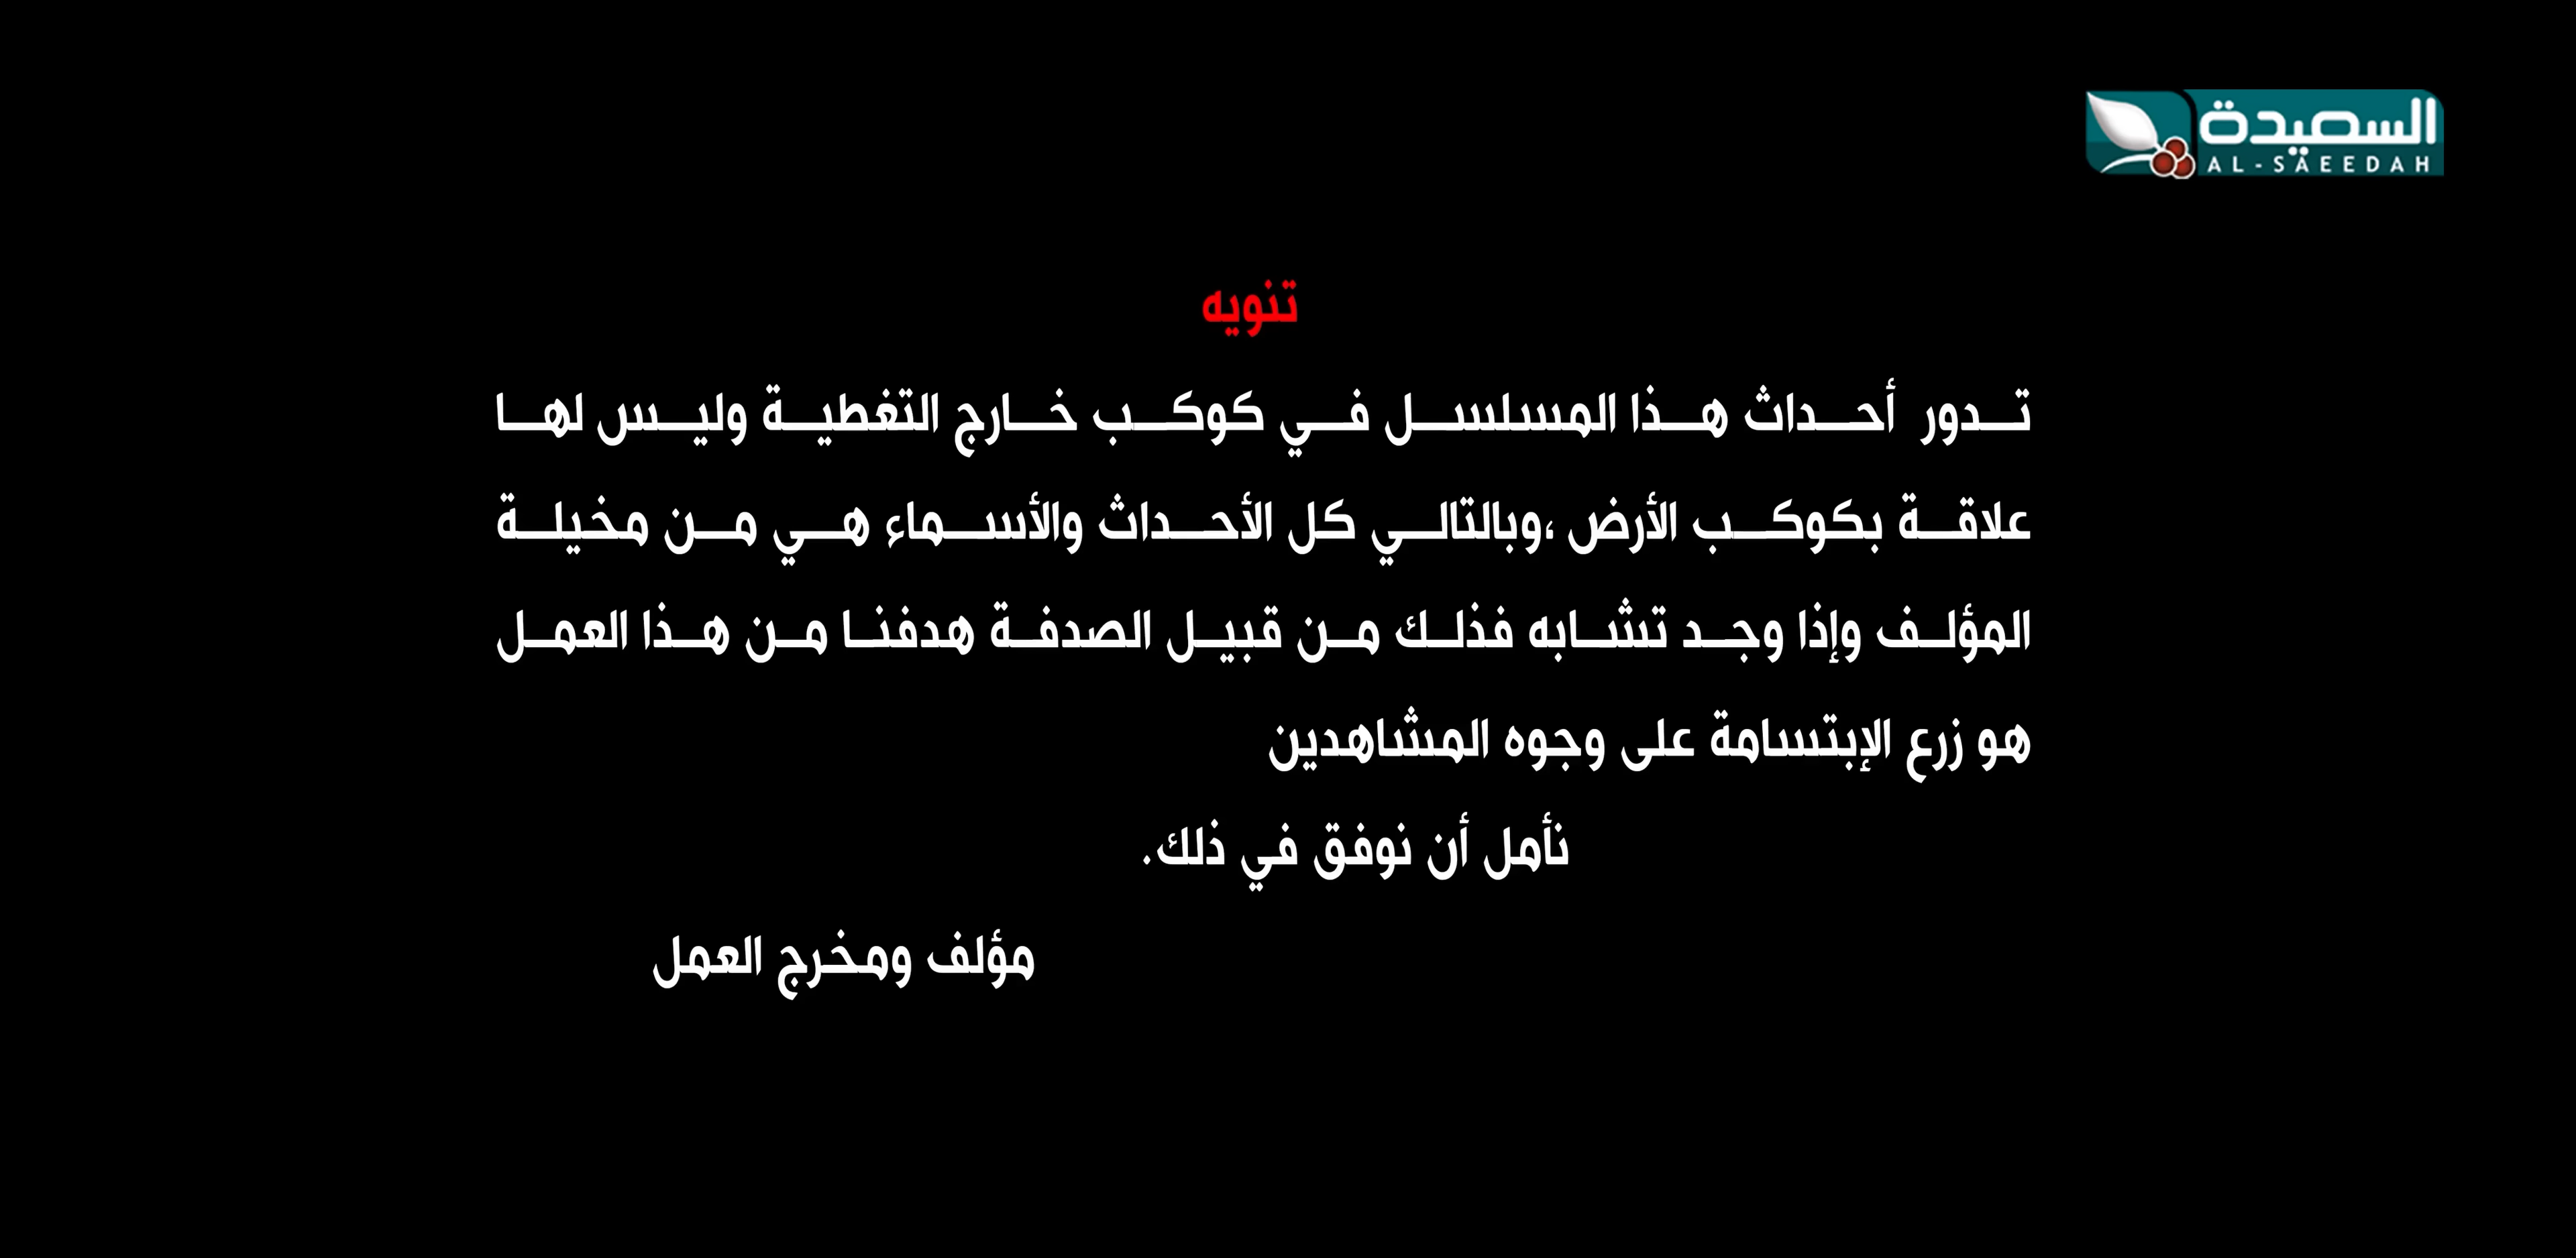 السعيدة
AL-SAEEDAH
تنويه
تدور أحداث هذا المسلسل في كوكب خارج التغطية وليس لها
علاقة بكوكب الأرض ،وبالتالي كل الأحداث والأسماء هي من مخيلة
المؤلف وإذا وجد تشابه فذلك من قبيل الصدفة هدفنا من هذا العمل
هو زرع الإبتسامة على وجوه المشاهدين
نأمل أن نوفق في ذلك.
مؤلف ومخرج العمل